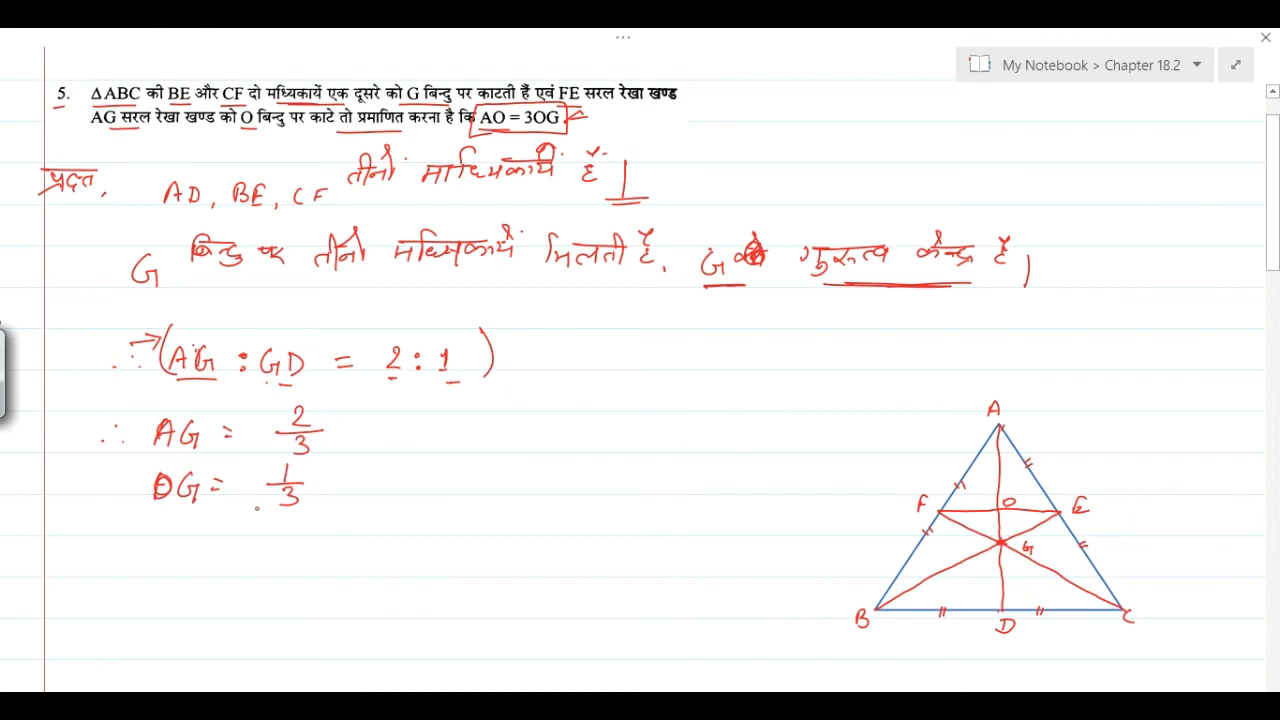 ...
My Notebook > Chapter 18.2
5. Δ ABC की BE और CF दो मध्यिकायें एक दूसरे को G बिन्दु पर काटती हैं एवं FE सरल रेखा खण्ड
AG सरल रेखा खण्ड को O बिन्दु पर काटे तो प्रमाणित करना है कि AO = 3OG
प्रदत्त, AD, BE, CF तीनों माध्यिकायें हैं।
G बिन्दु पर तीनों मध्यिकायें मिलती हैं, G गुरुत्व केन्द्र हैं।
∴ (AG : GD = 2 : 1)
∴ AG = 2/3
DG = 1/3
A
F O E
G
B D C